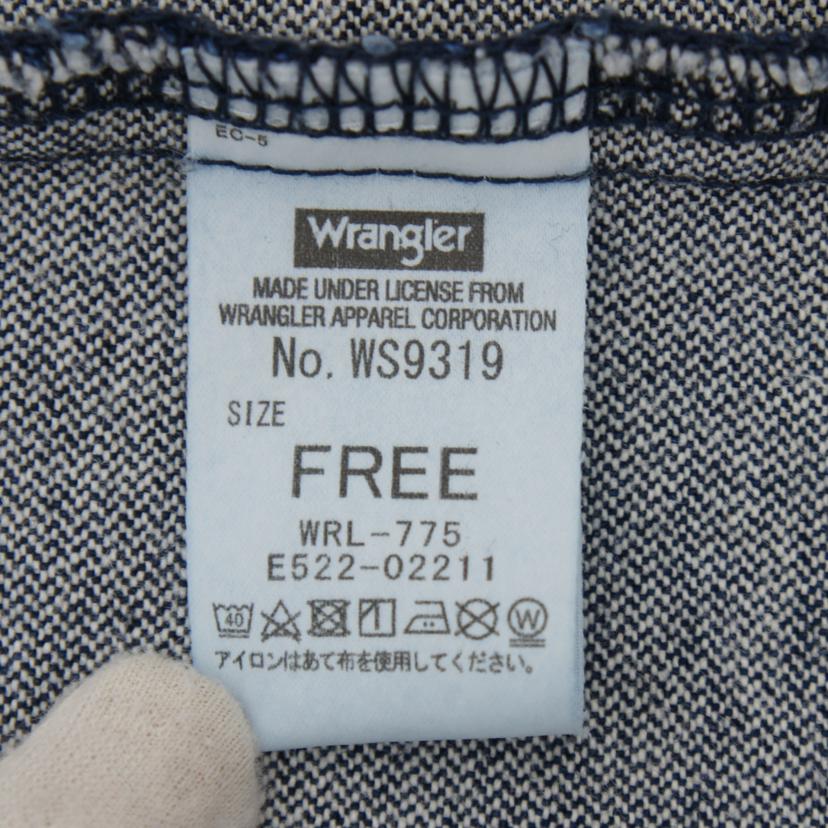 EC-5
Wrangler
MADE UNDER LICENSE FROM
WRANGLER APPAREL CORPORATION
No. WS9319
SIZE
FREE
WRL-775
E522-02211
40 W
アイロンはあて布を使用してください。